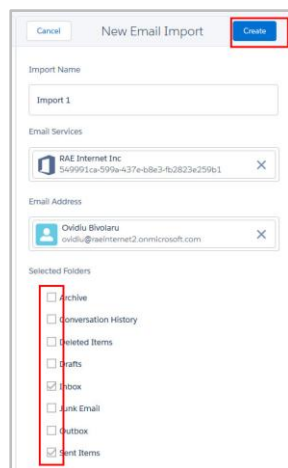 Cancel
New Email Import
Create
Import Name
Import 1
Email Services
RAE Internet Inc
549991ca-599a-437e-b8e3-fb2823e259b1
Email Address
Ovidiu Bivolaru
ovidiu@raeinternet2.onmicrosoft.com
Selected Folders
Archive
Conversation History
Deleted Items
Drafts
Inbox
Junk Email
Outbox
Sent Items